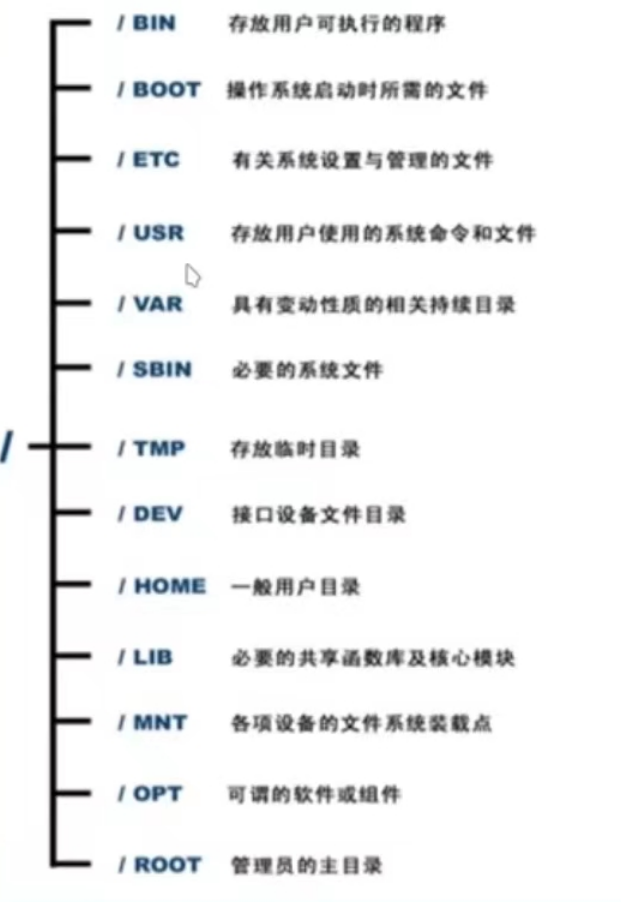 / BIN 存放用户可执行的程序
/ BOOT 操作系统启动时所需的文件
/ ETC 有关系统设置与管理的文件
/ USR 存放用户使用的系统命令和文件
/ VAR 具有变动性质的相关持续目录
/ SBIN 必要的系统文件
/
/ TMP 存放临时目录
/ DEV 接口设备文件目录
/ HOME 一般用户目录
/ LIB 必要的共享函数库及核心模块
/ MNT 各项设备的文件系统装载点
/ OPT 可谓的软件或组件
/ ROOT 管理员的主目录